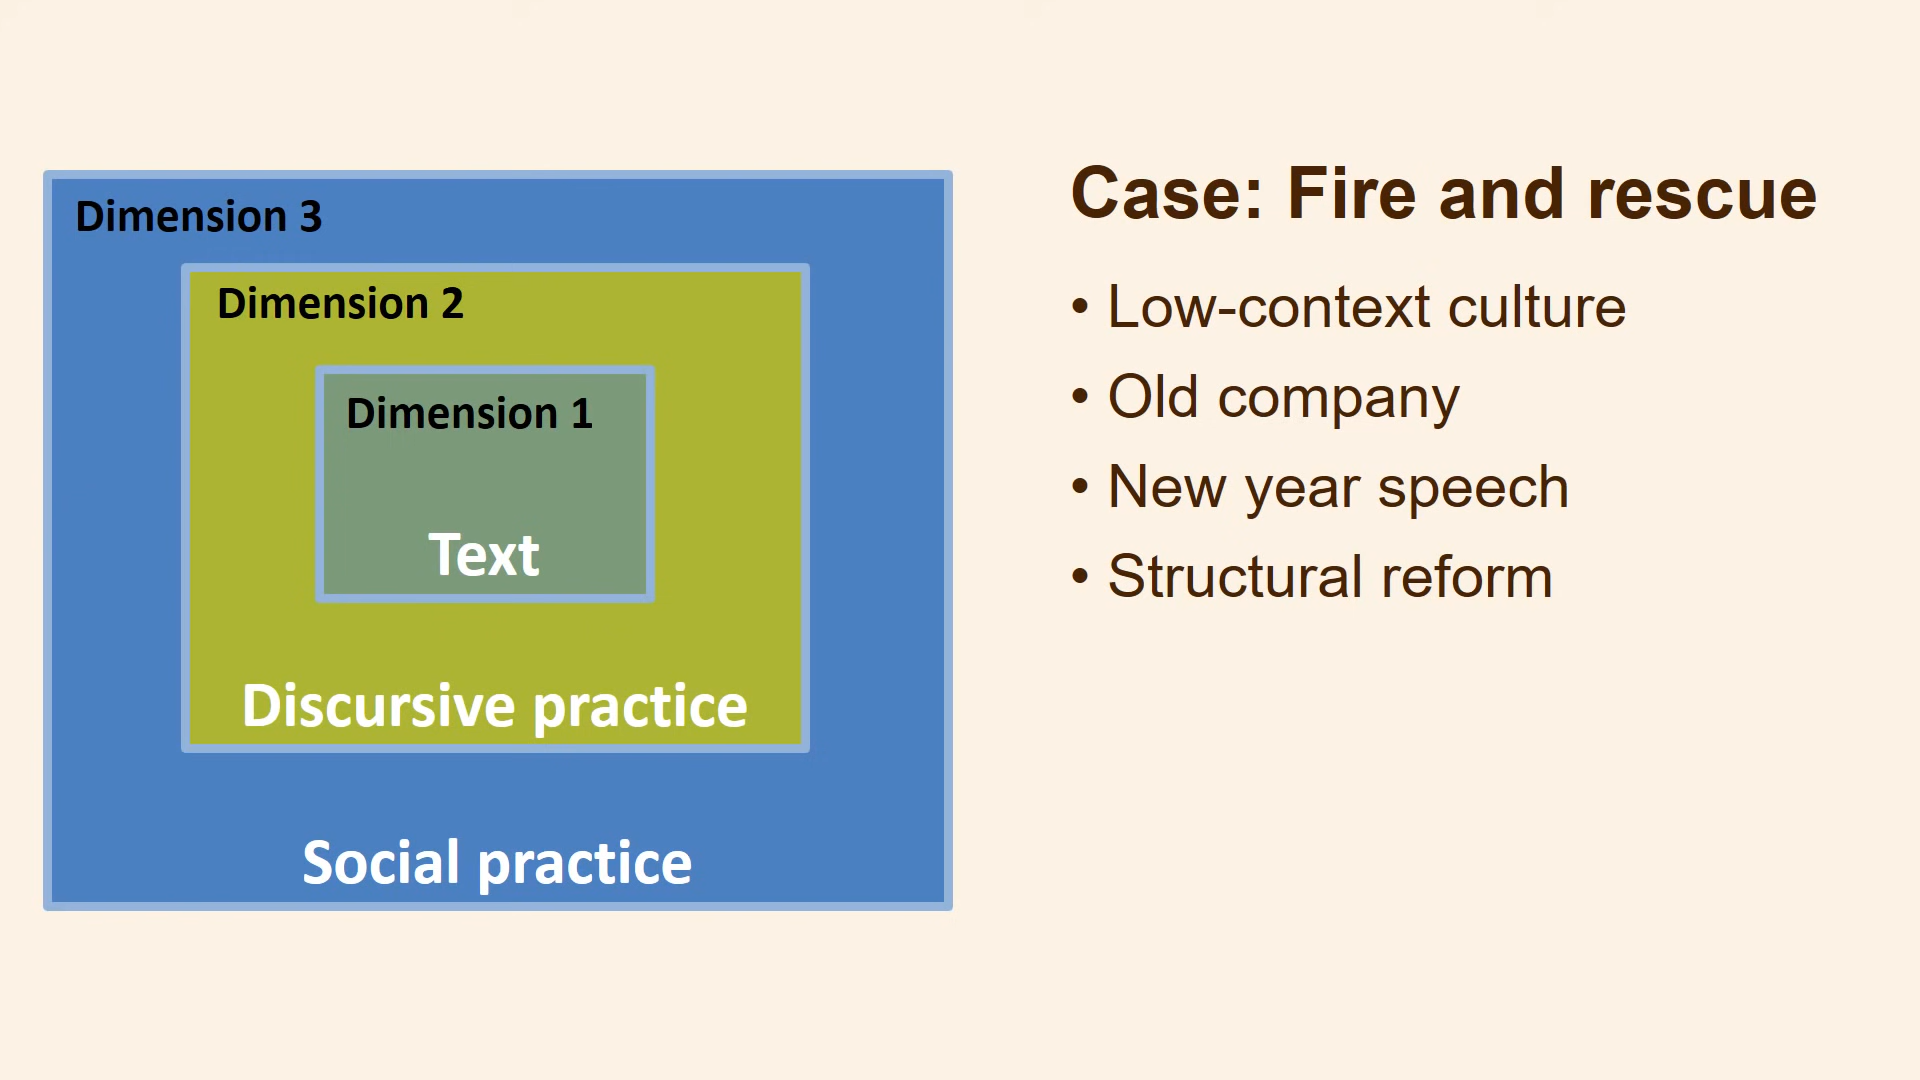 Dimension 3
Dimension 2
Dimension 1
Text
Discursive practice
Social practice
Case: Fire and rescue
• Low-context culture
• Old company
• New year speech
• Structural reform